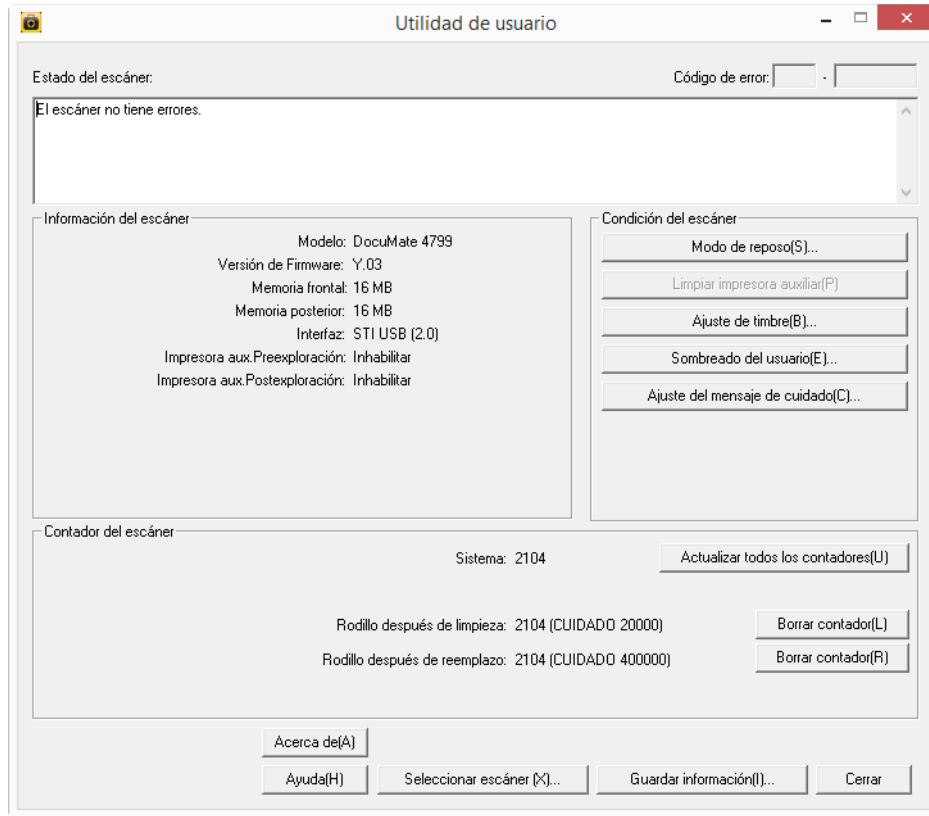 Utilidad de usuario
Estado del escáner:
Código de error: -
El escáner no tiene errores.
Información del escáner
Modelo: DocuMate 4799
Versión de Firmware: Y.03
Memoria frontal: 16 MB
Memoria posterior: 16 MB
Interfaz: STI USB (2.0)
Impresora aux.Preexploración: Inhabilitar
Impresora aux.Postexploración: Inhabilitar
Condición del escáner
Modo de reposo(S)...
Limpiar impresora auxiliar(P)
Ajuste de timbre(B)...
Sombreado del usuario(E)...
Ajuste del mensaje de cuidado(C)...
Contador del escáner
Sistema: 2104
Actualizar todos los contadores(U)
Rodillo después de limpieza: 2104 (CUIDADO 20000)
Borrar contador(L)
Rodillo después de reemplazo: 2104 (CUIDADO 400000)
Borrar contador(R)
Acerca de(A)
Ayuda(H)
Seleccionar escáner (X)...
Guardar información(I)...
Cerrar